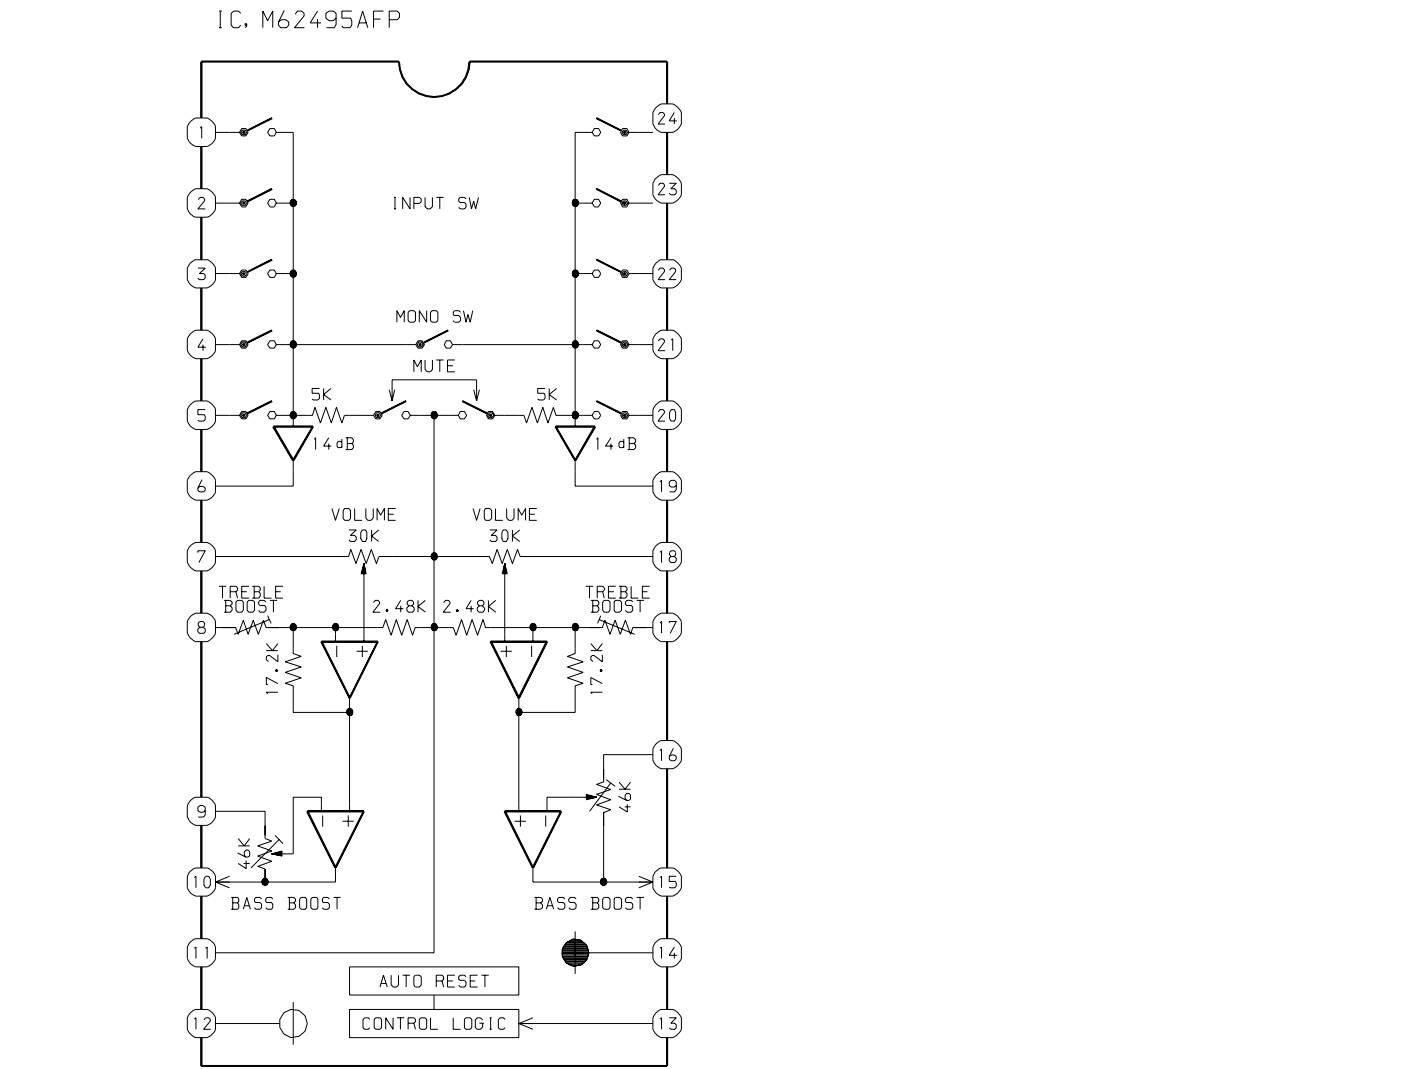 IC, M62495AFP
1
24
2
INPUT SW
23
3
22
MONO SW
4
21
MUTE
5K
5K
5
20
14dB
14dB
6
19
VOLUME
VOLUME
30K
30K
7
18
TREBLE
TREBLE
BOOST
2.48K
2.48K
BOOST
8
17
17.2K
-
+
+
-
17.2K
16
46K
9
-
+
+
-
46K
10
15
BASS BOOST
BASS BOOST
11
14
AUTO RESET
12
CONTROL LOGIC
13